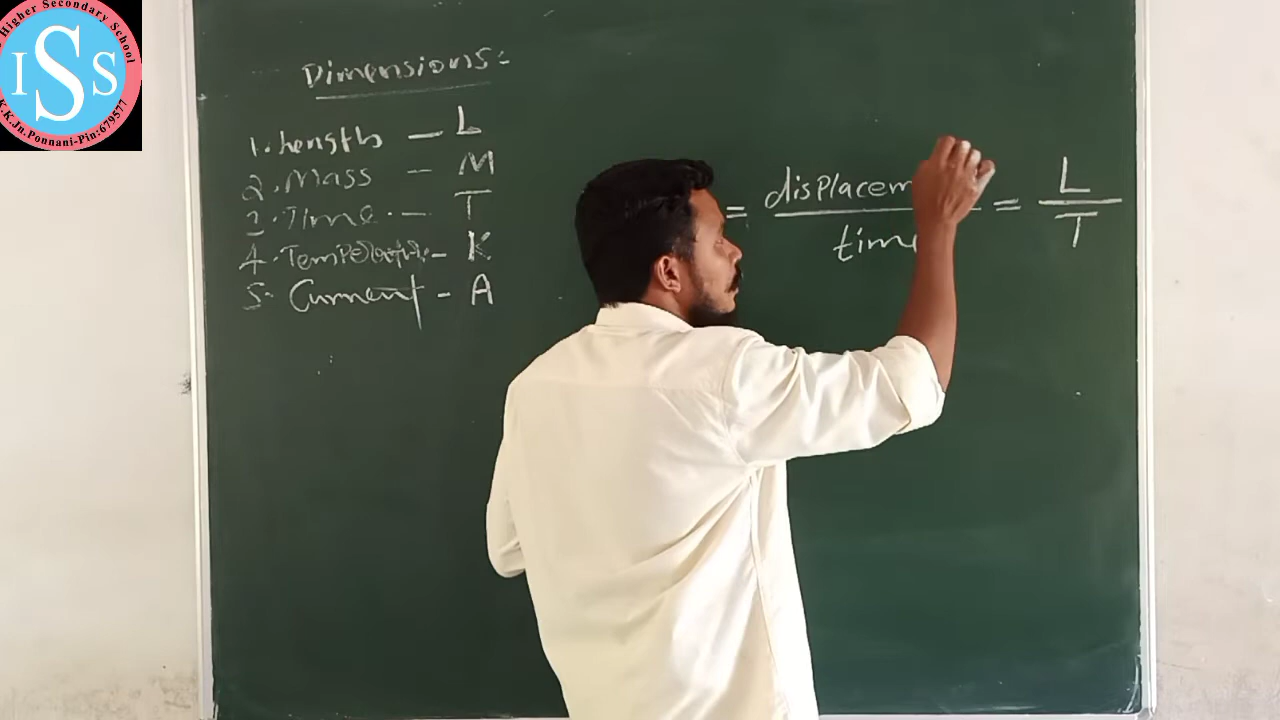 Higher Secondary School
ISS
K.K.Jn.Ponnani-Pin:679577
Dimensions:-
1. Length — L
2. Mass — M
3. Time. — T
4. Temperature - K
5. Current - A
= displacem
time
= L
T